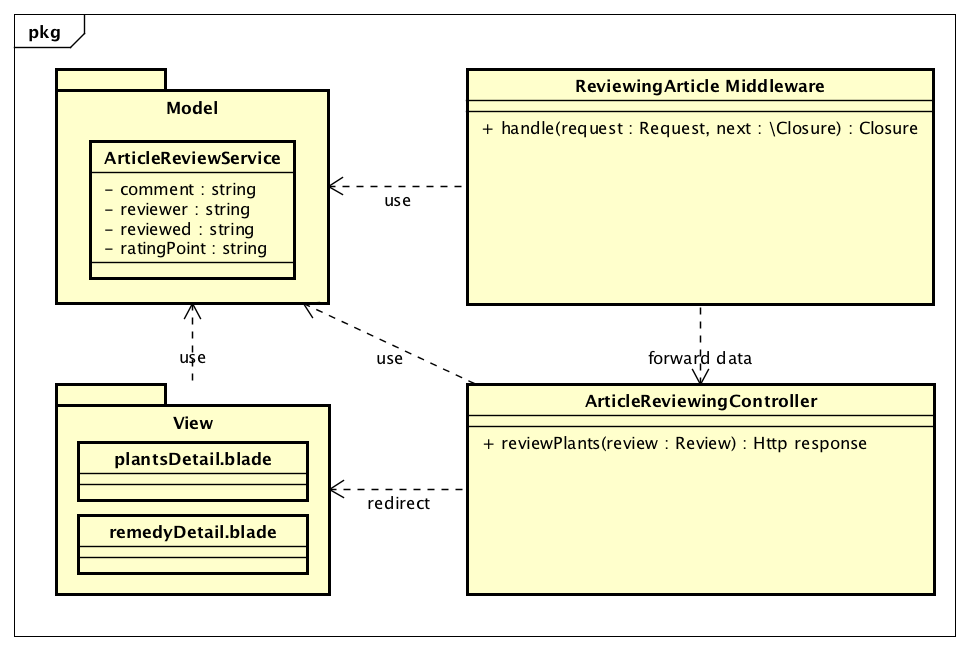 pkg
Model
ArticleReviewService
- comment : string
- reviewer : string
- reviewed : string
- ratingPoint : string
ReviewingArticle Middleware
+ handle(request : Request, next : \Closure) : Closure
use
use
use
forward data
View
plantsDetail.blade
remedyDetail.blade
redirect
ArticleReviewingController
+ reviewPlants(review : Review) : Http response